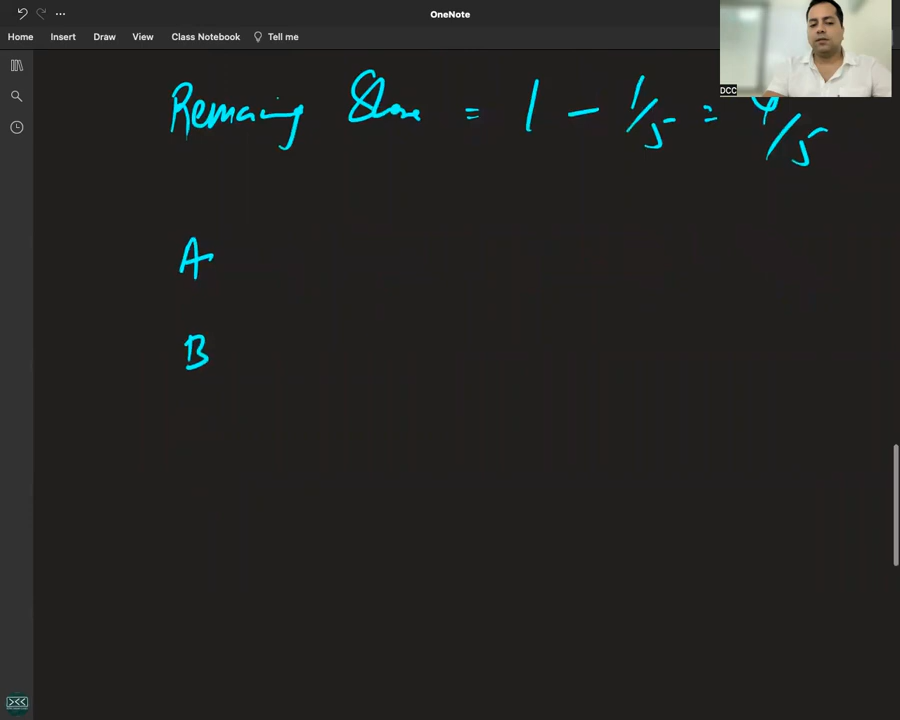 OneNote
Home Insert Draw View Class Notebook Tell me
DCC
Remaining Share = 1 - 1/5 = 4/5
A
B